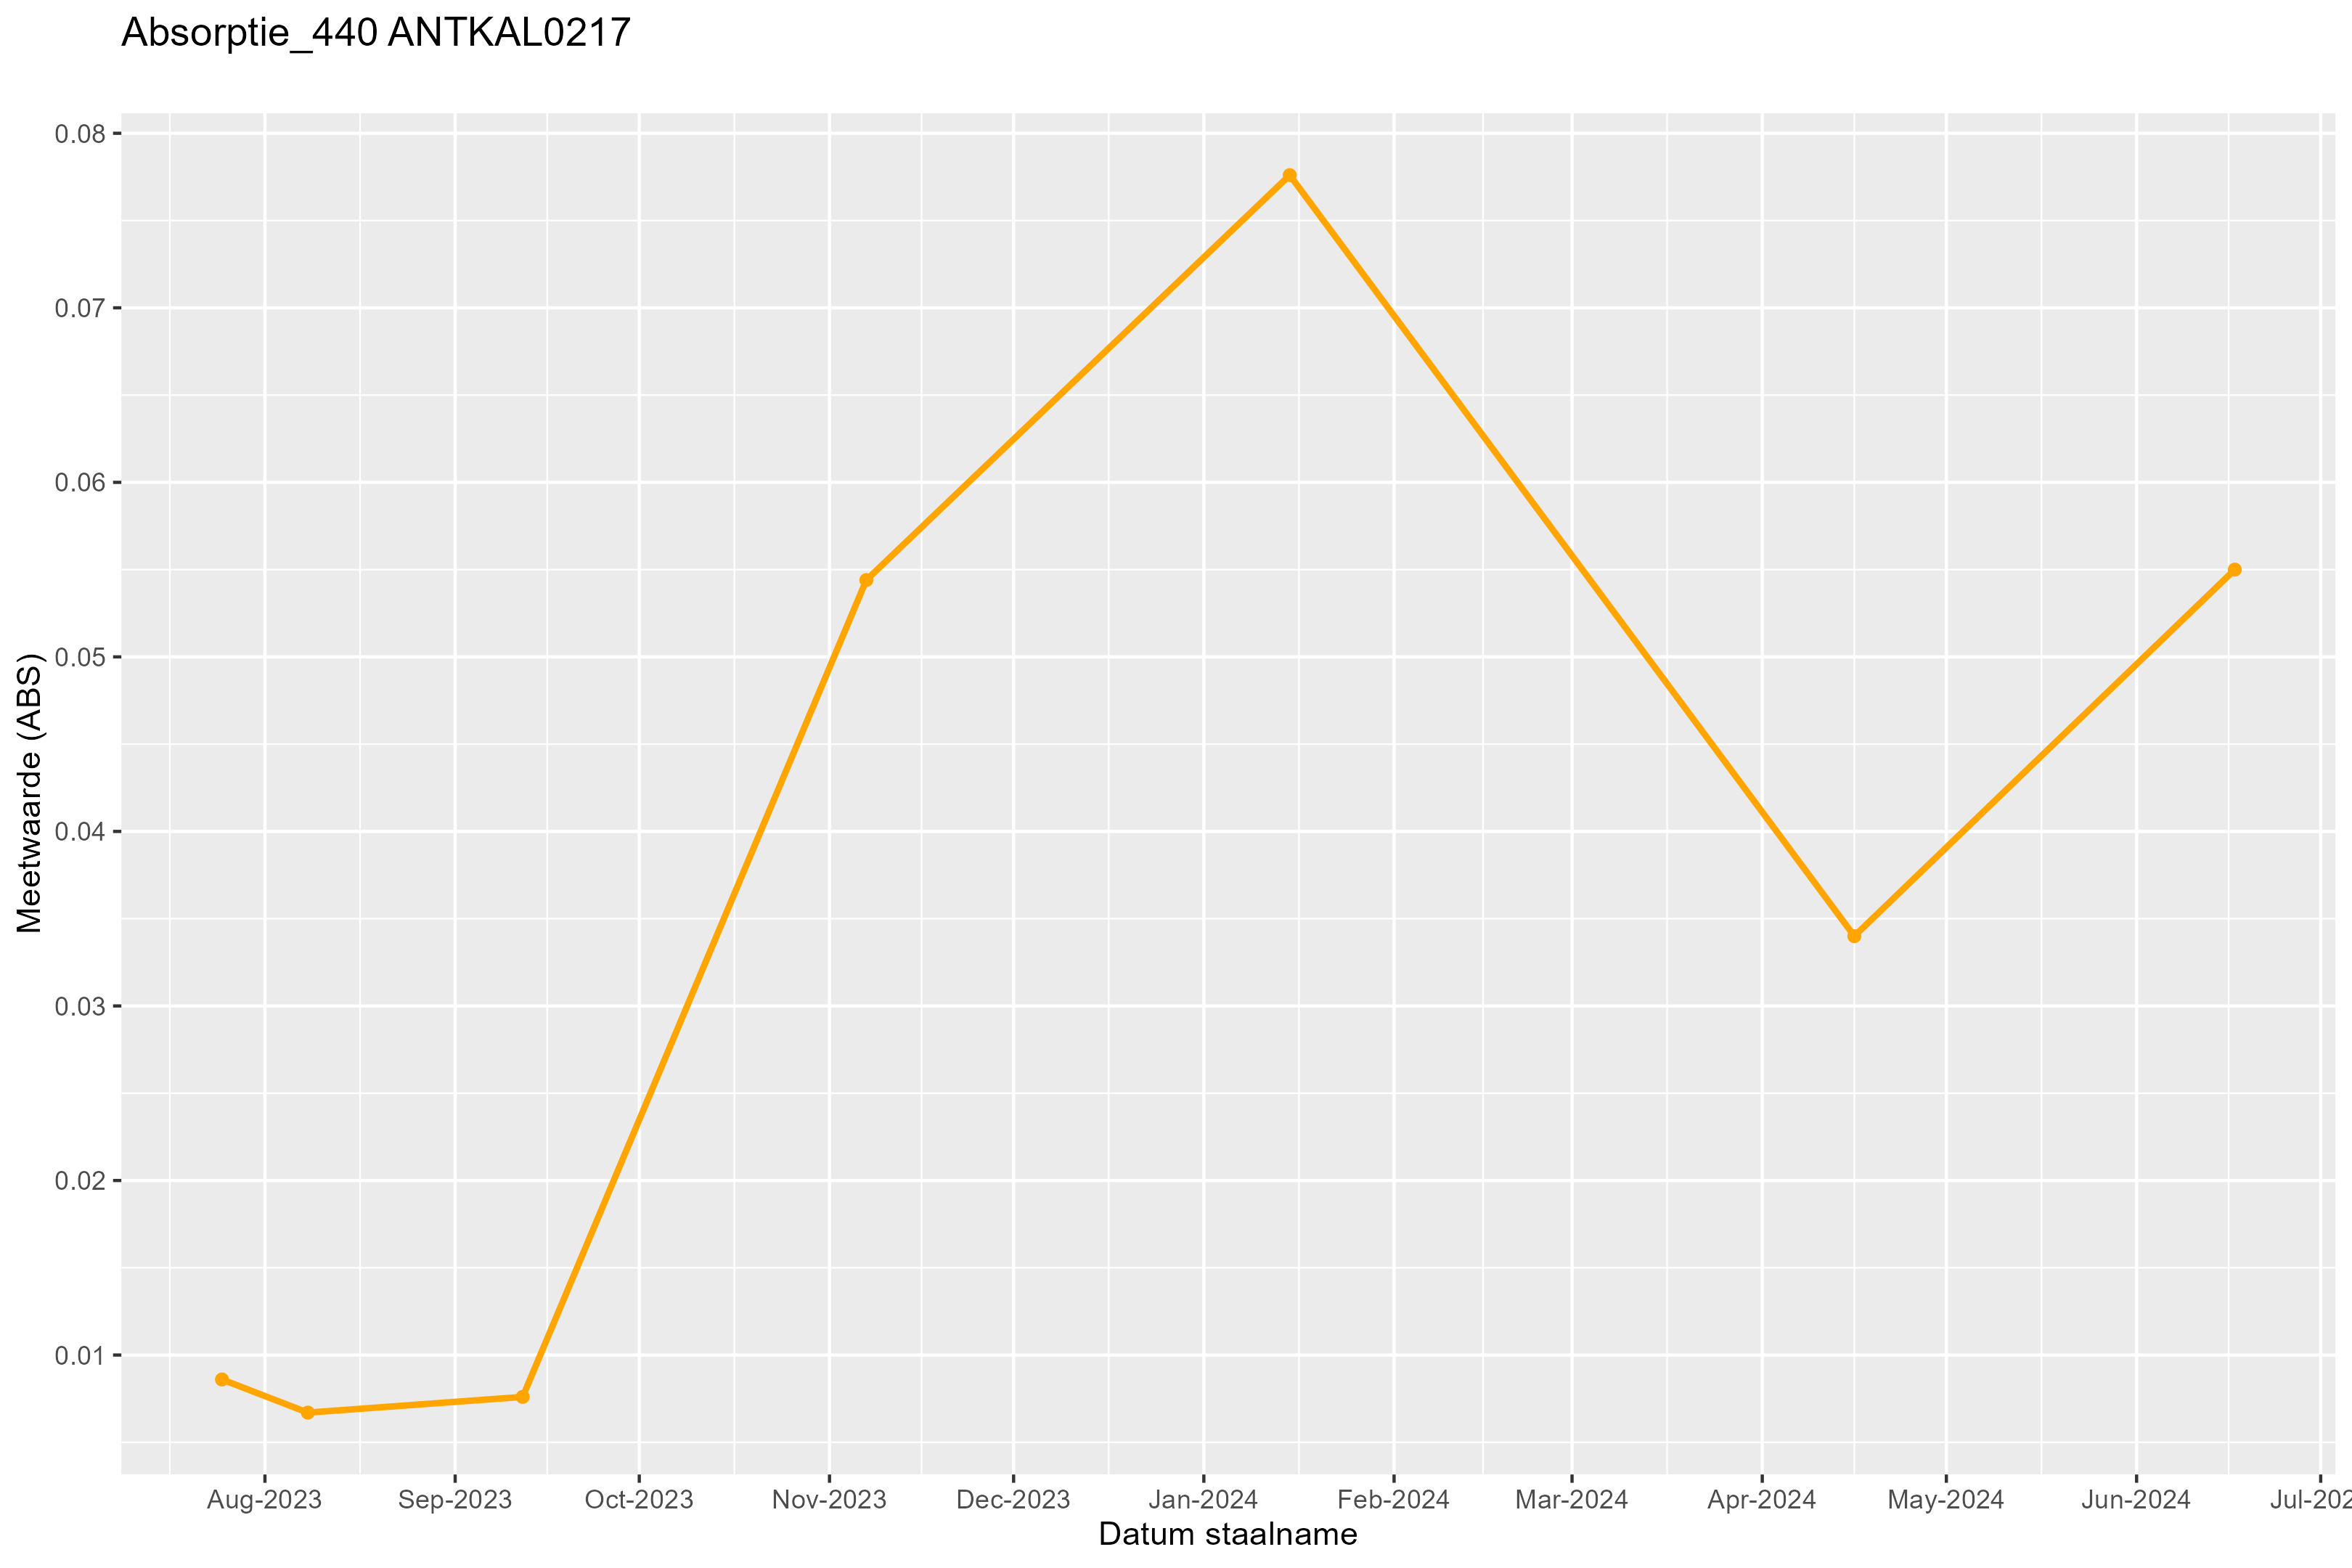 Absorptie_440 ANTKAL0217
0.08
0.07
0.06
0.05
0.04
0.03
0.02
0.01
Meetwaarde (ABS)
Aug-2023 Sep-2023 Oct-2023 Nov-2023 Dec-2023 Jan-2024 Feb-2024 Mar-2024 Apr-2024 May-2024 Jun-2024 Jul-202
Datum staalname